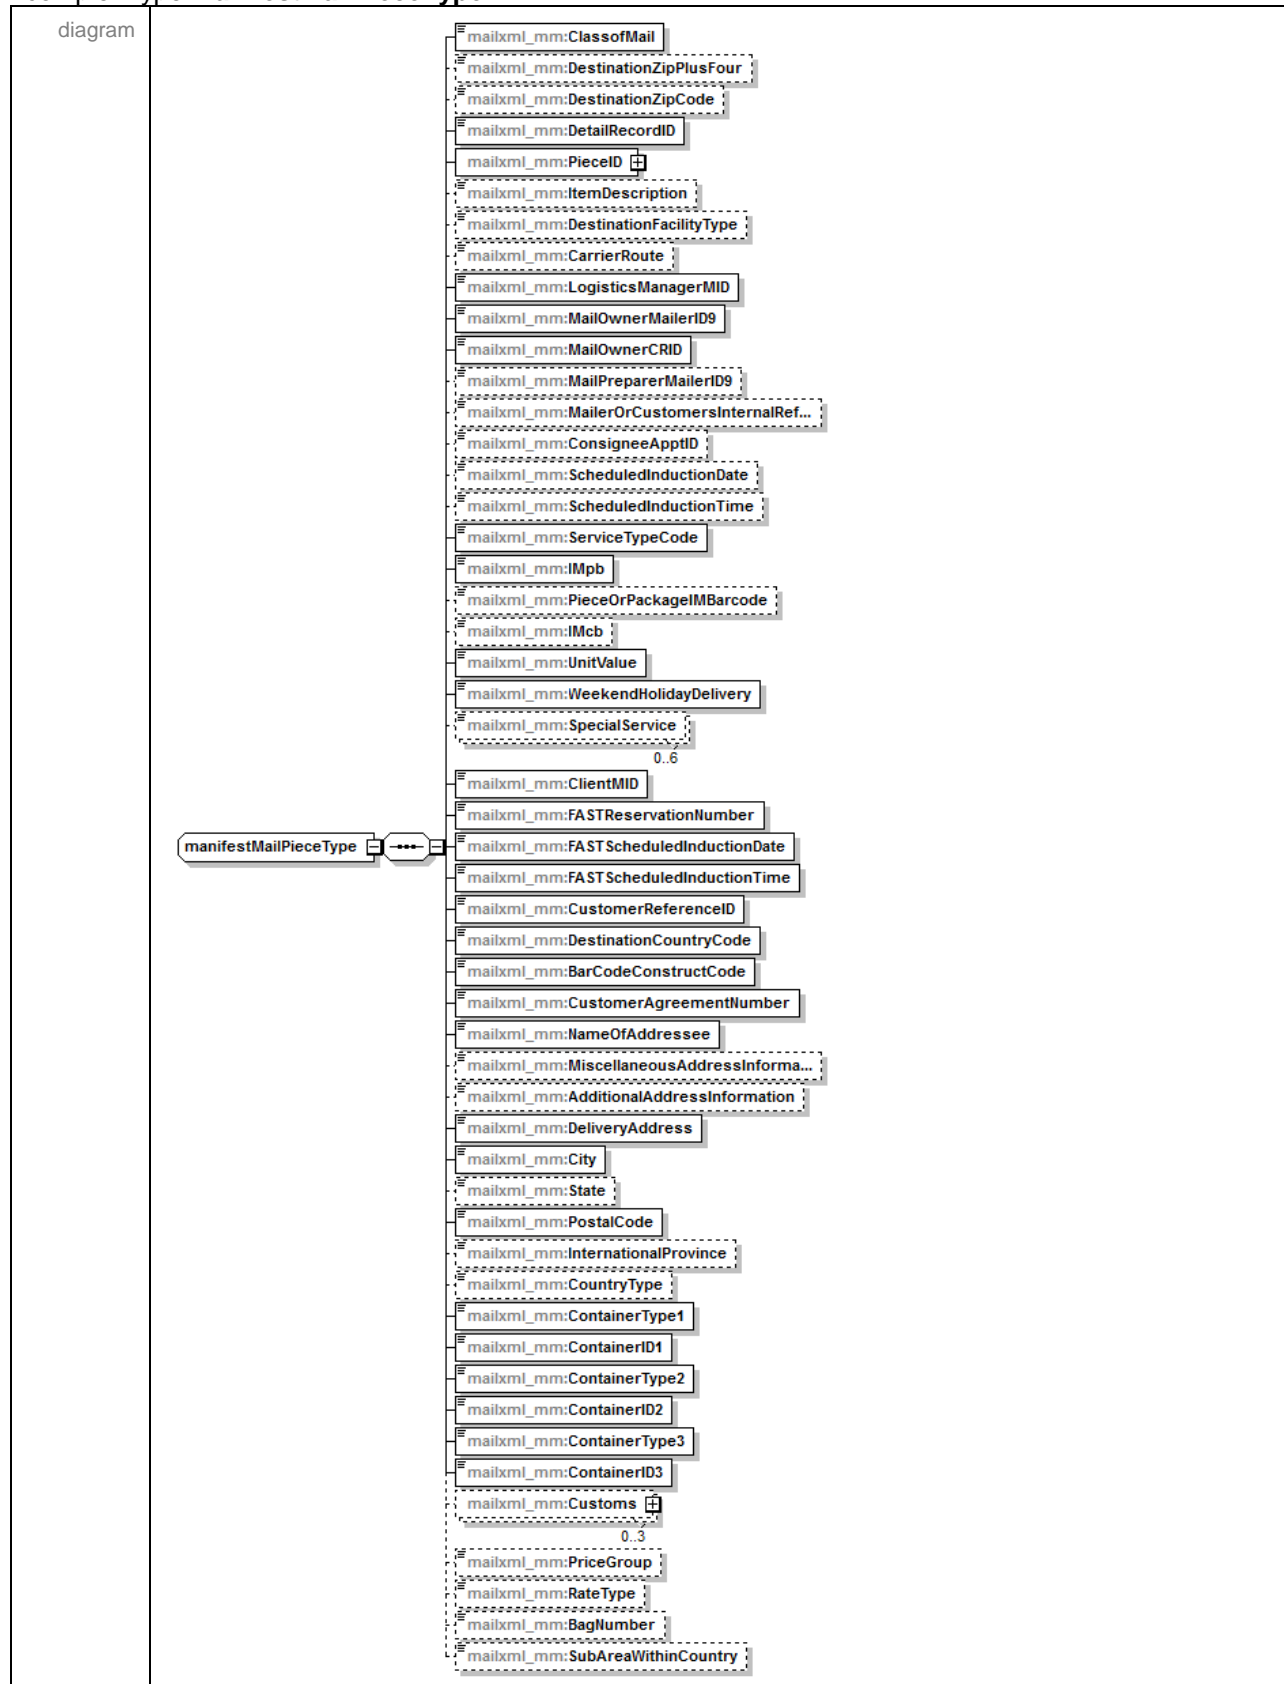 diagram
mailxml_mm:ClassofMail
mailxml_mm:DestinationZipPlusFour
mailxml_mm:DestinationZipCode
mailxml_mm:DetailRecordID
mailxml_mm:PieceID
mailxml_mm:ItemDescription
mailxml_mm:DestinationFacilityType
mailxml_mm:CarrierRoute
mailxml_mm:LogisticsManagerMID
mailxml_mm:MailOwnerMailerID9
mailxml_mm:MailOwnerCRID
mailxml_mm:MailPreparerMailerID9
mailxml_mm:MailerOrCustomersInternalRef...
mailxml_mm:ConsigneeApptID
mailxml_mm:ScheduledInductionDate
mailxml_mm:ScheduledInductionTime
mailxml_mm:ServiceTypeCode
mailxml_mm:IMpb
mailxml_mm:PieceOrPackageIMBarcode
mailxml_mm:IMcb
mailxml_mm:UnitValue
mailxml_mm:WeekendHolidayDelivery
mailxml_mm:SpecialService
0..6
mailxml_mm:ClientMID
mailxml_mm:FASTReservationNumber
manifestMailPieceType
mailxml_mm:FASTScheduledInductionDate
mailxml_mm:FASTScheduledInductionTime
mailxml_mm:CustomerReferenceID
mailxml_mm:DestinationCountryCode
mailxml_mm:BarCodeConstructCode
mailxml_mm:CustomerAgreementNumber
mailxml_mm:NameOfAddressee
mailxml_mm:MiscellaneousAddressInforma...
mailxml_mm:AdditionalAddressInformation
mailxml_mm:DeliveryAddress
mailxml_mm:City
mailxml_mm:State
mailxml_mm:PostalCode
mailxml_mm:InternationalProvince
mailxml_mm:CountryType
mailxml_mm:ContainerType1
mailxml_mm:ContainerID1
mailxml_mm:ContainerType2
mailxml_mm:ContainerID2
mailxml_mm:ContainerType3
mailxml_mm:ContainerID3
mailxml_mm:Customs
0..3
mailxml_mm:PriceGroup
mailxml_mm:RateType
mailxml_mm:BagNumber
mailxml_mm:SubAreaWithinCountry